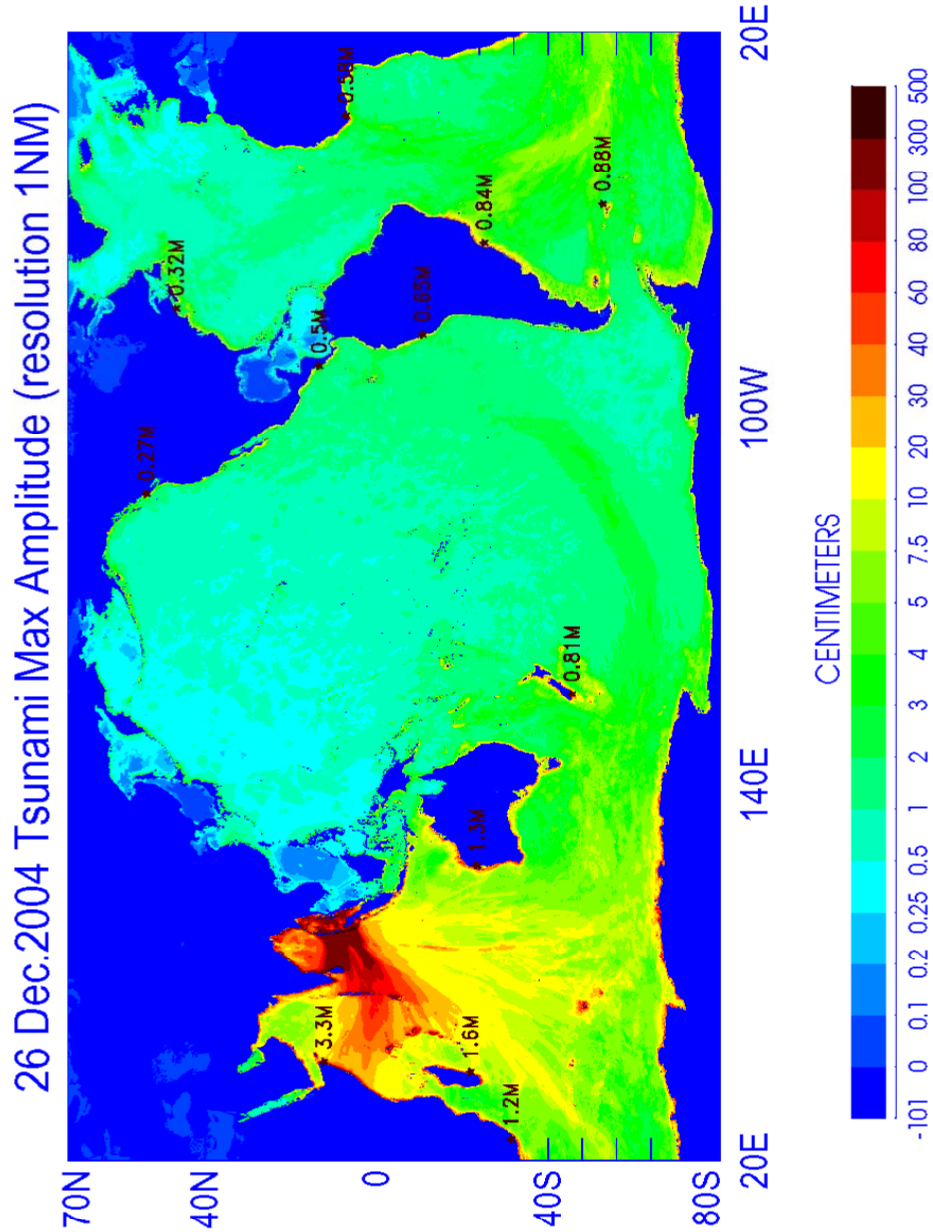 26 Dec.2004 Tsunami Max Amplitude (resolution 1NM)
70N
40N
0
40S
80S
20E
140E
100W
20E
0.27M
0.32M
0.5M
0.58M
0.65M
0.84M
0.88M
0.81M
1.3M
3.3M
1.6M
1.2M
CENTIMETERS
-101 0 0.1 0.2 0.25 0.5 1 2 3 4 5 7.5 10 20 30 40 60 80 100 300 500